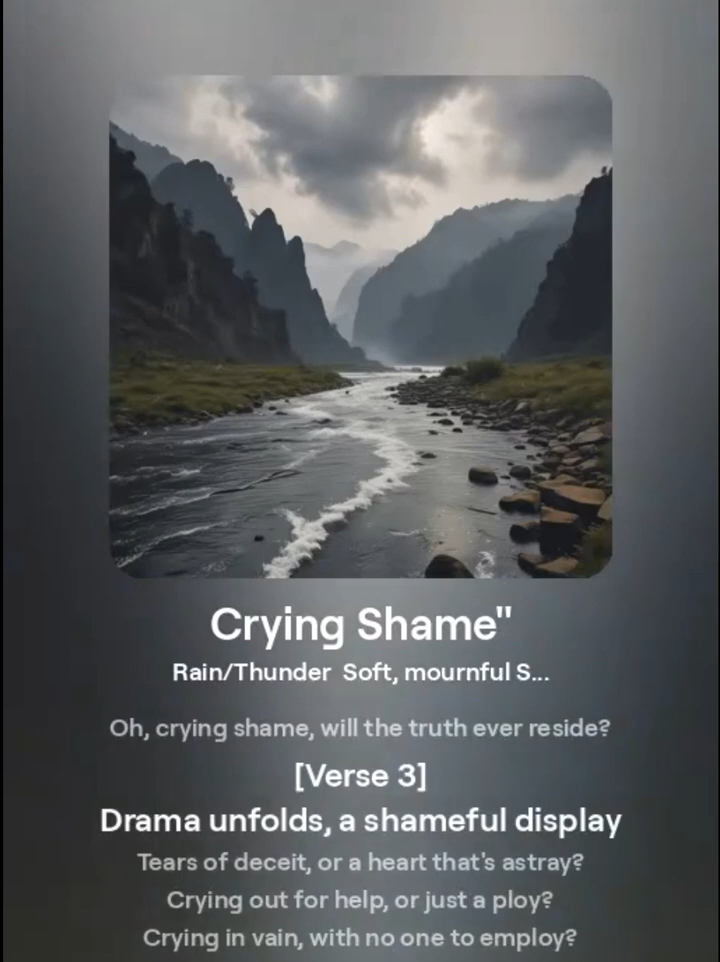 Crying Shame"
Rain/Thunder Soft, mournful S...
Oh, crying shame, will the truth ever reside?
[Verse 3]
Drama unfolds, a shameful display
Tears of deceit, or a heart that's astray?
Crying out for help, or just a ploy?
Crying in vain, with no one to employ?